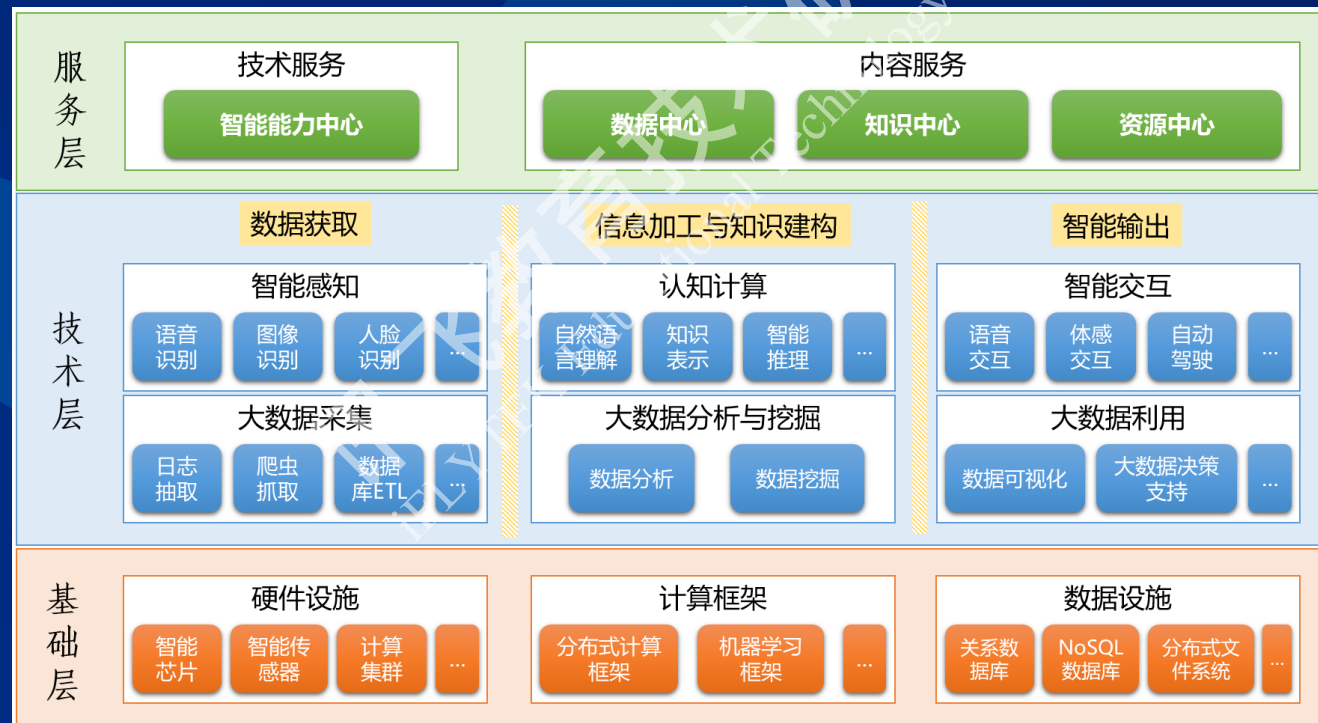 服务层
技术服务
智能能力中心
内容服务
数据中心
知识中心
资源中心
技术层
数据获取
信息加工与知识建构
智能输出
智能感知
语音
识别
图像
识别
人脸
识别
...
认知计算
自然语
言理解
知识
表示
智能
推理
...
智能交互
语音
交互
体感
交互
自动
驾驶
...
大数据采集
日志
抽取
爬虫
抓取
数据
库ETL
...
大数据分析与挖掘
数据分析
数据挖掘
大数据利用
数据可视化
大数据决策
支持
...
基础层
硬件设施
智能
芯片
智能传
感器
计算
集群
...
计算框架
分布式计算
框架
机器学习
框架
...
数据设施
关系数
据库
NoSQL
数据库
分布式文
件系统
...
iFLYTEK Educational Technology